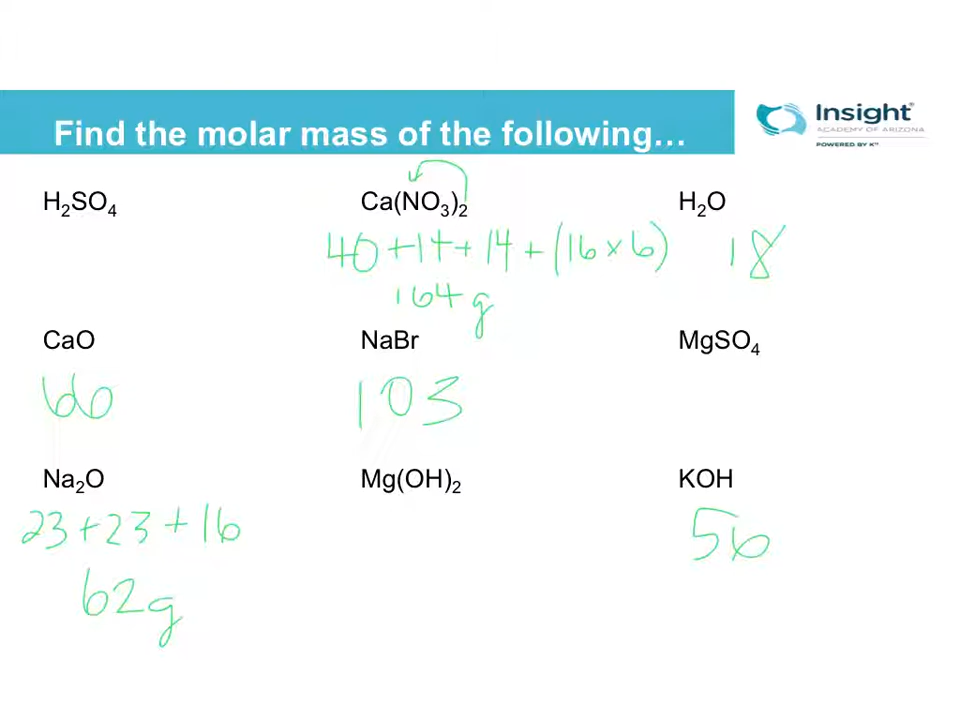 Find the molar mass of the following…
Insight®
ACADEMY OF ARIZONA
POWERED BY K¹²
H₂SO₄
Ca(NO₃)₂
H₂O
40 + 14 + 14 + (16 x 6)
164 g
18
CaO
NaBr
MgSO₄
66
103
Na₂O
Mg(OH)₂
KOH
23 + 23 + 16
62g
56